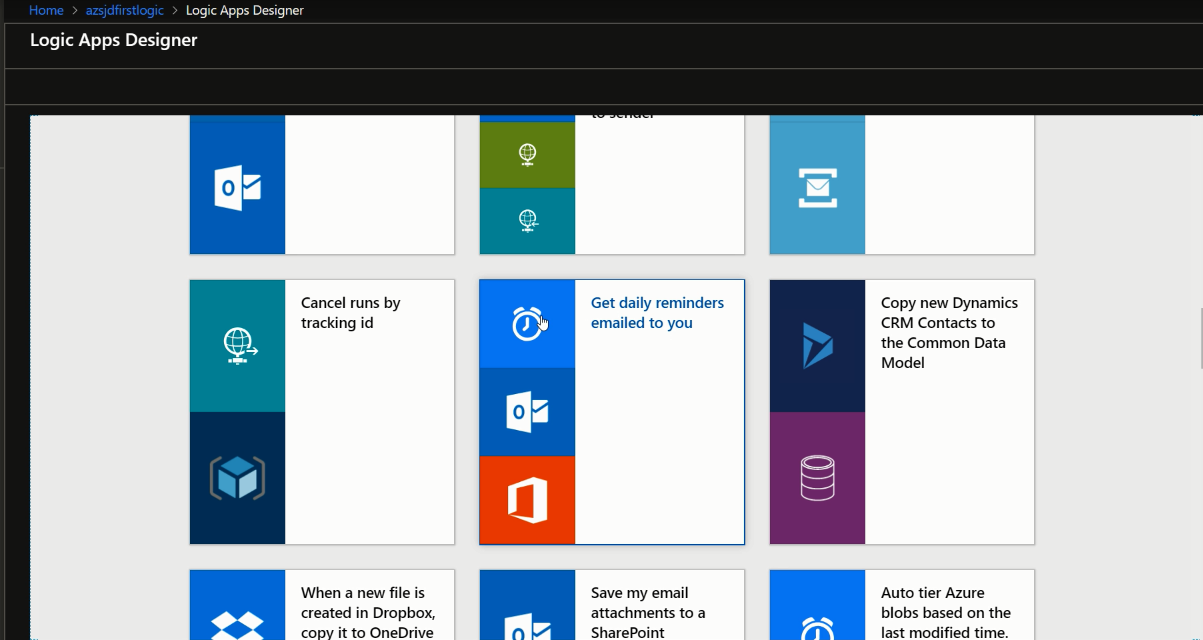 Home > azsjdfirstlogic > Logic Apps Designer
Logic Apps Designer
to sender
Cancel runs by
tracking id
Get daily reminders
emailed to you
Copy new Dynamics
CRM Contacts to
the Common Data
Model
When a new file is
created in Dropbox,
copy it to OneDrive
Save my email
attachments to a
SharePoint
Auto tier Azure
blobs based on the
last modified time.